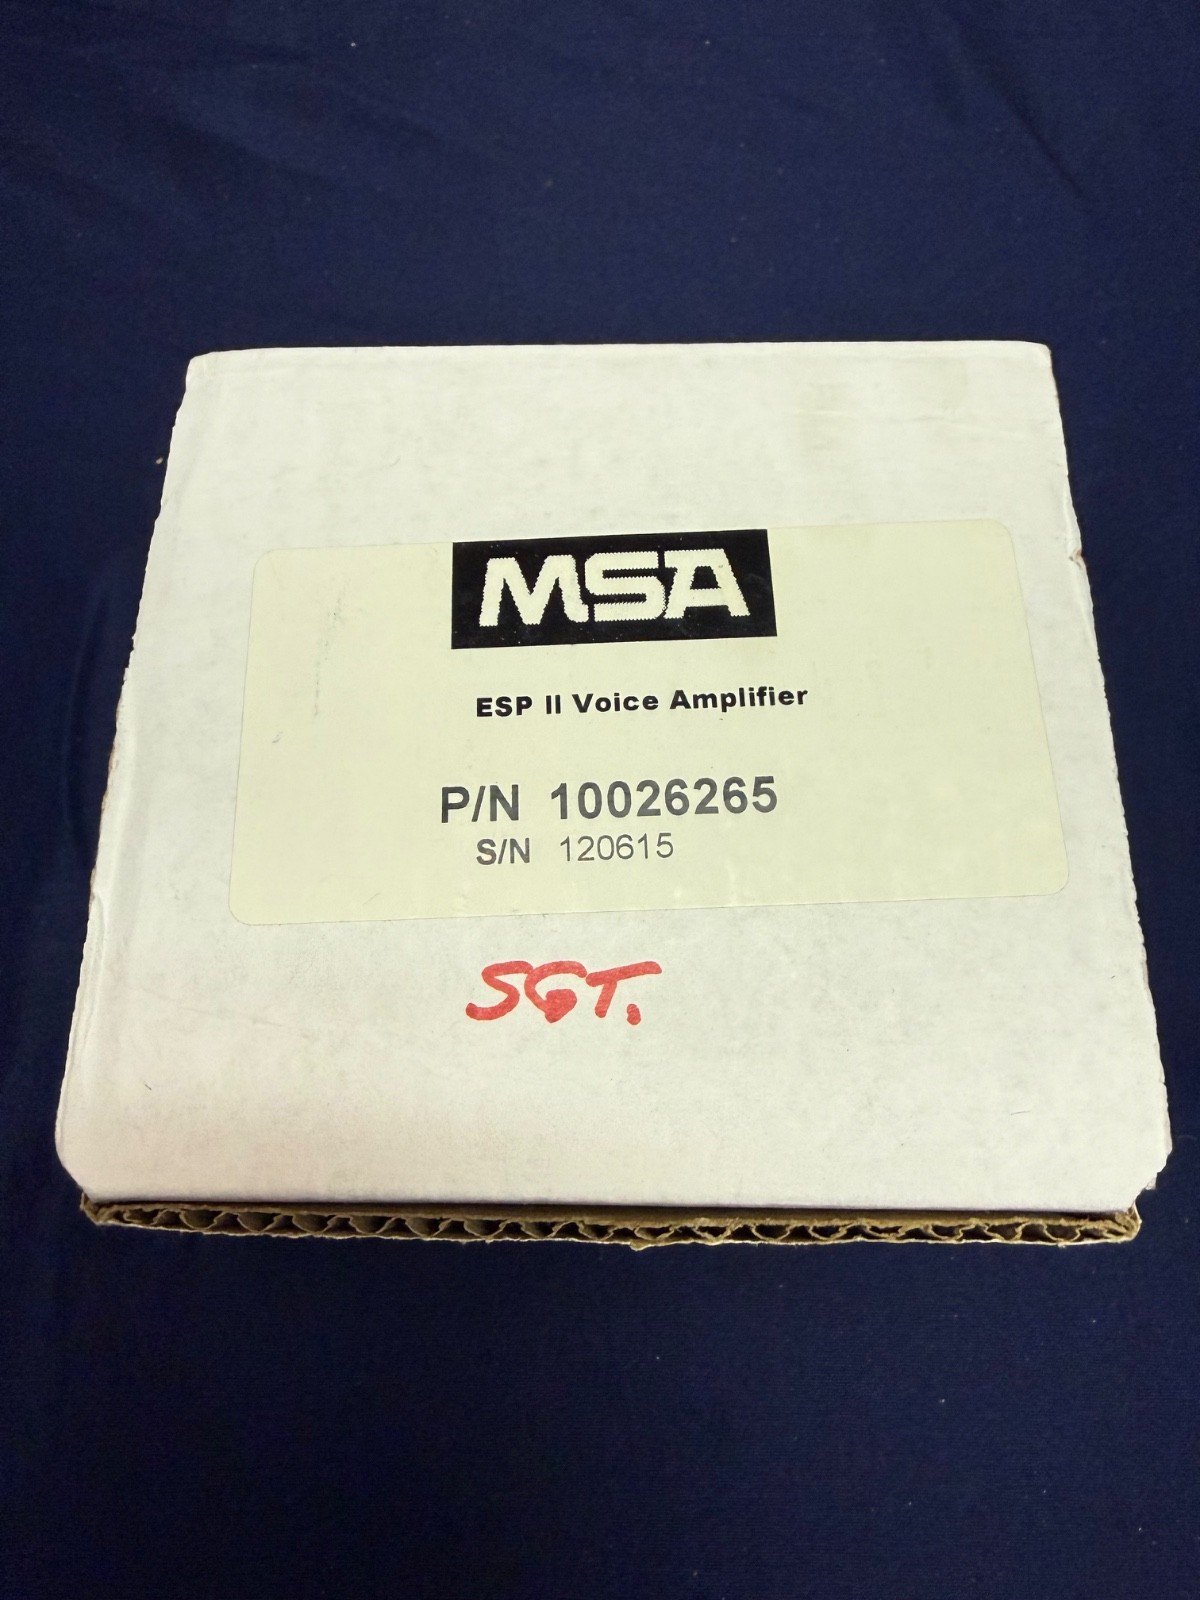 MSA
ESP II Voice Amplifier
P/N 10026265
S/N 120615
SGT.